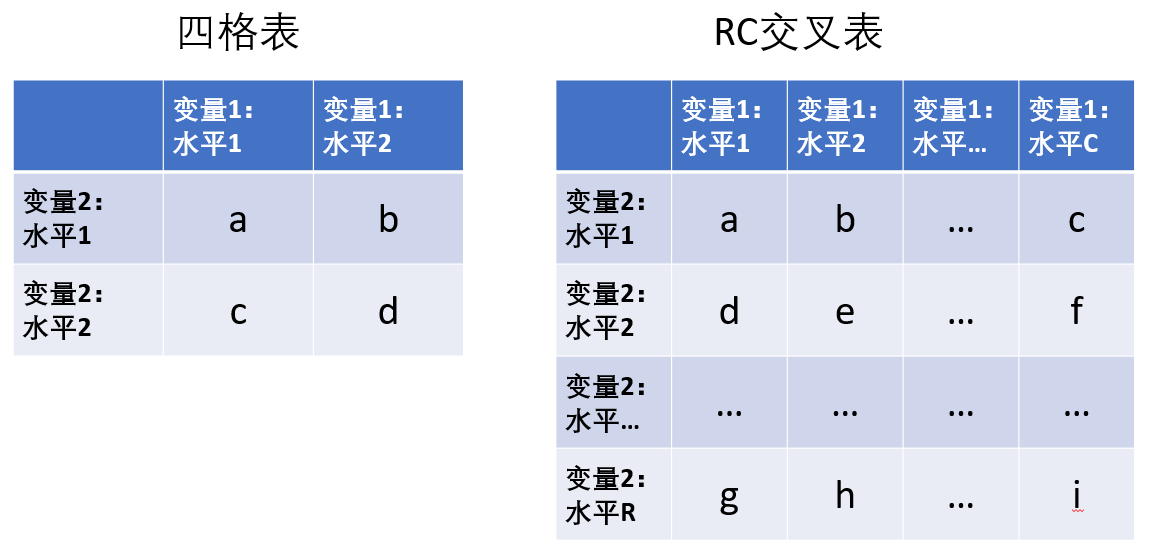 四格表
变量1：
水平1
变量1：
水平2
变量2：
水平1
a
b
变量2：
水平2
c
d
RC交叉表
变量1：
水平1
变量1：
水平2
变量1：
水平…
变量1：
水平C
变量2：
水平1
a
b
…
c
变量2：
水平2
d
e
…
f
变量2：
水平…
…
…
…
…
变量2：
水平R
g
h
…
i